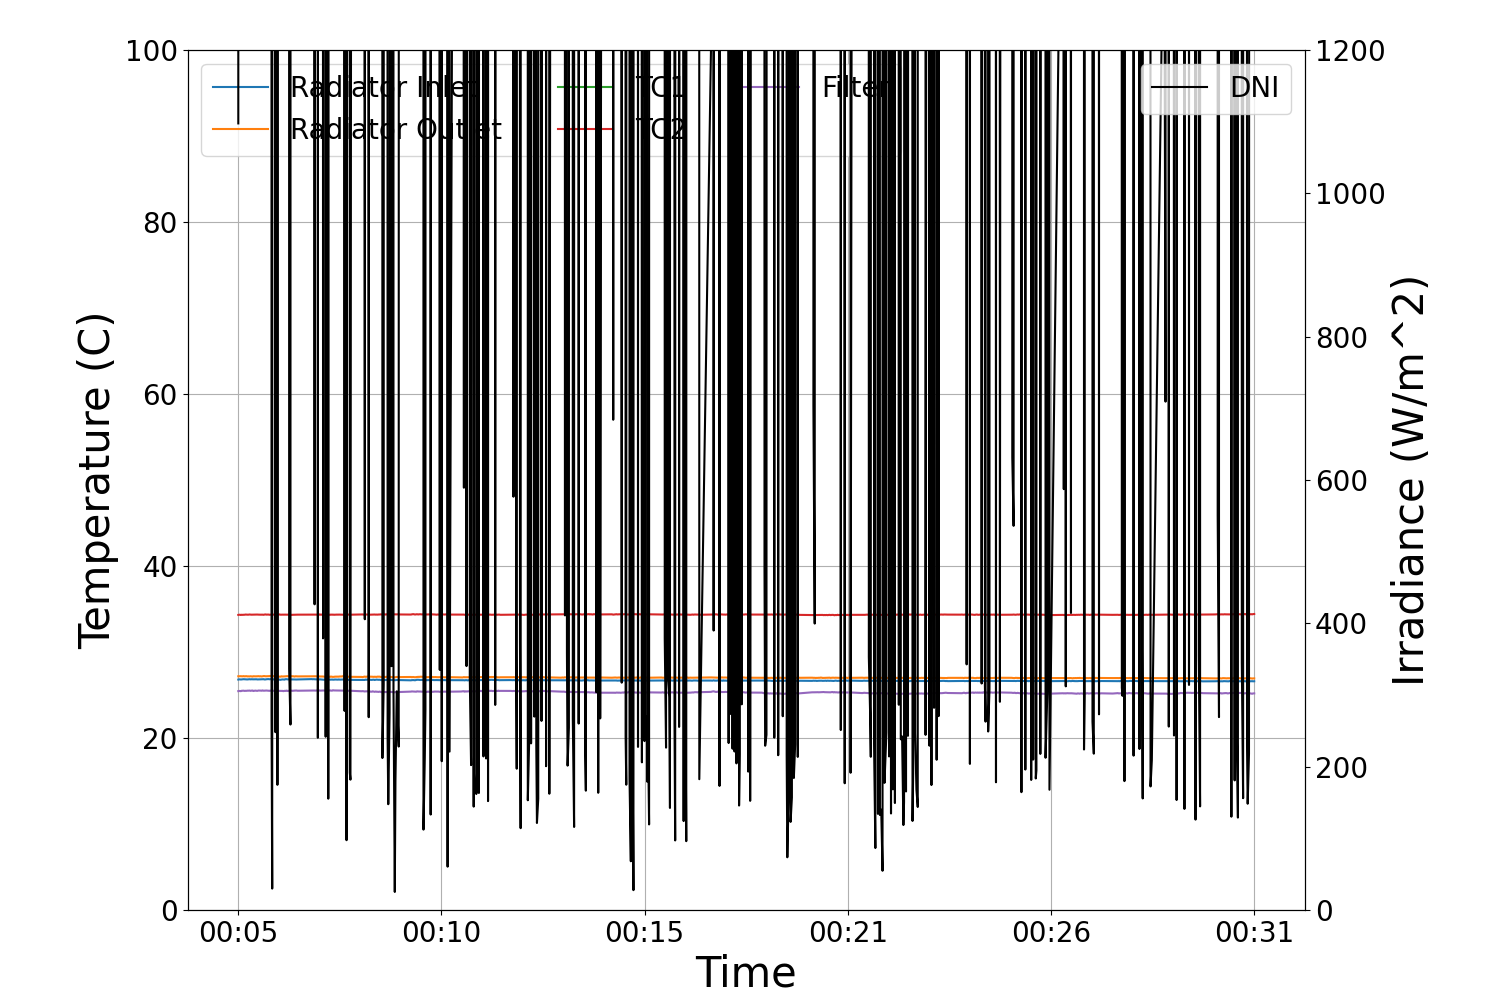 100
80
60
40
20
0
Temperature (C)
Radiator Inlet
Radiator Outlet
TC1
TC2
Filter
DNI
1200
1000
800
600
400
200
0
Irradiance (W/m^2)
00:05
00:10
00:15
00:21
00:26
00:31
Time